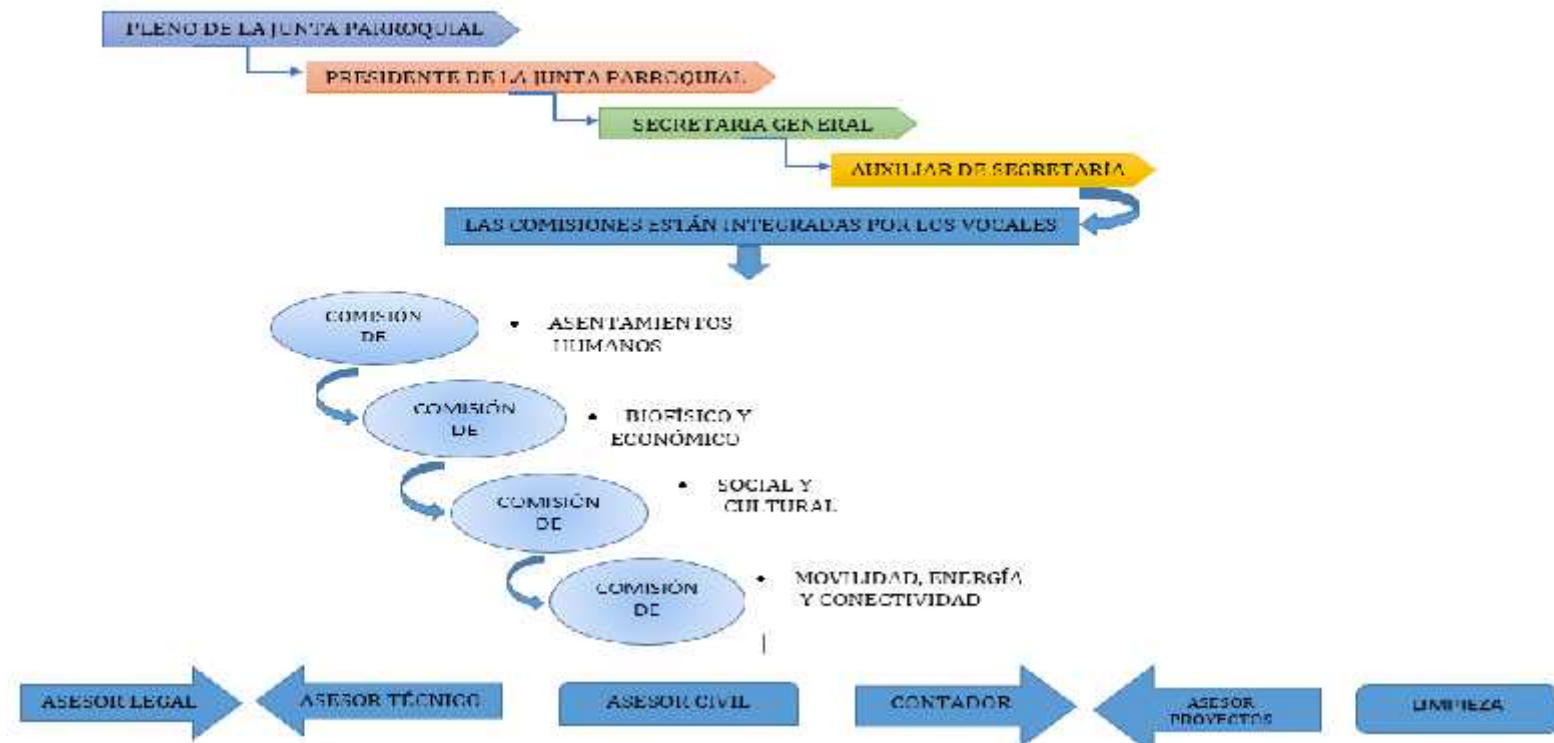 PLENO DE LA JUNTA PARROQUIAL
PRESIDENTE DE LA JUNTA PARROQUIAL
SECRETARIA GENERAL
AUXILIAR DE SECRETARÍA
LAS COMISIONES ESTÁN INTEGRADAS POR LOS VOCALES
COMISIÓN
DE
• ASENTAMIENTOS
HUMANOS
COMISIÓN
DE
• BIOFÍSICO Y
ECONÓMICO
COMISIÓN
DE
• SOCIAL Y
CULTURAL
COMISIÓN
DE
• MOVILIDAD, ENERGÍA
Y CONECTIVIDAD
ASESOR LEGAL
ASESOR TÉCNICO
ASESOR CIVIL
CONTADOR
ASESOR
PROYECTOS
LIMPIEZA